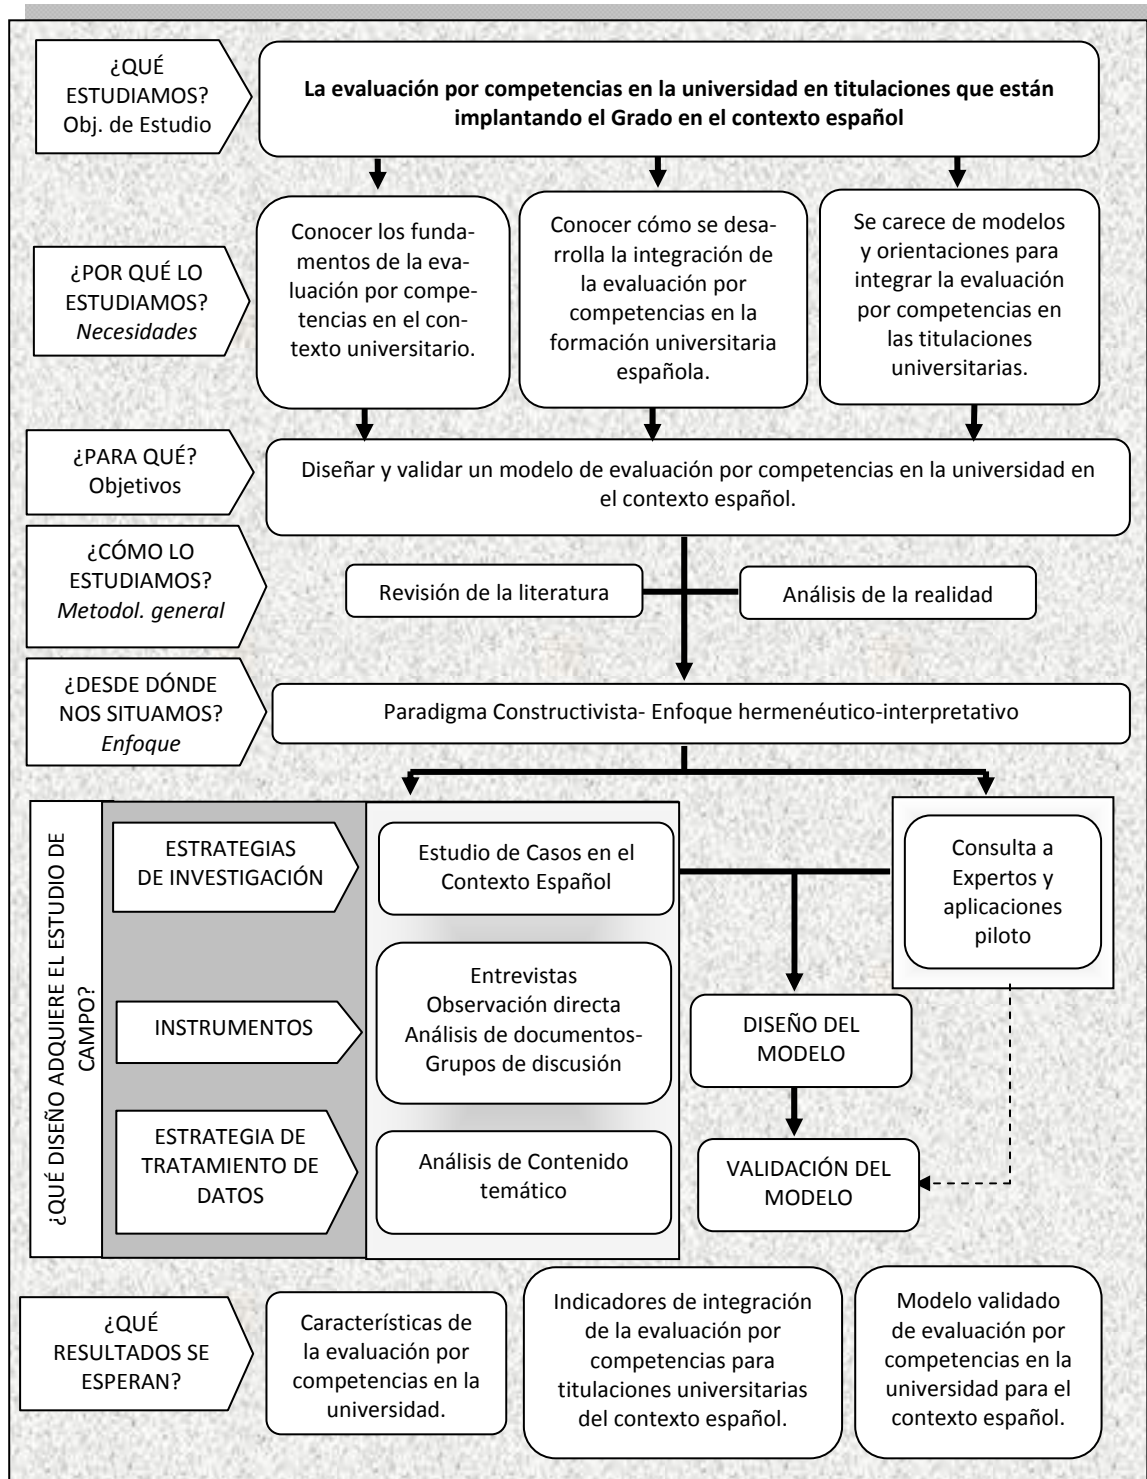 ¿QUÉ
ESTUDIAMOS?
Obj. de Estudio
La evaluación por competencias en la universidad en titulaciones que están
implantando el Grado en el contexto español
¿POR QUÉ LO
ESTUDIAMOS?
Necesidades
Conocer los funda-
mentos de la eva-
luación por compe-
tencias en el con-
texto universitario.
Conocer cómo se desa-
rrolla la integración de
la evaluación por
competencias en la
formación universitaria
española.
Se carece de modelos
y orientaciones para
integrar la evaluación
por competencias en
las titulaciones
universitarias.
¿PARA QUÉ?
Objetivos
Diseñar y validar un modelo de evaluación por competencias en la universidad en
el contexto español.
¿CÓMO LO
ESTUDIAMOS?
Metodol. general
Revisión de la literatura
Análisis de la realidad
¿DESDE DÓNDE
NOS SITUAMOS?
Enfoque
Paradigma Constructivista- Enfoque hermenéutico-interpretativo
¿QUÉ DISEÑO ADQUIERE EL ESTUDIO DE
CAMPO?
ESTRATEGIAS
DE INVESTIGACIÓN
Estudio de Casos en el
Contexto Español
Consulta a
Expertos y
aplicaciones
piloto
INSTRUMENTOS
Entrevistas
Observación directa
Análisis de documentos-
Grupos de discusión
DISEÑO DEL
MODELO
ESTRATEGIA DE
TRATAMIENTO DE
DATOS
Análisis de Contenido
temático
VALIDACIÓN DEL
MODELO
¿QUÉ
RESULTADOS SE
ESPERAN?
Características de
la evaluación por
competencias en la
universidad.
Indicadores de integración
de la evaluación por
competencias para
titulaciones universitarias
del contexto español.
Modelo validado
de evaluación por
competencias en la
universidad para el
contexto español.